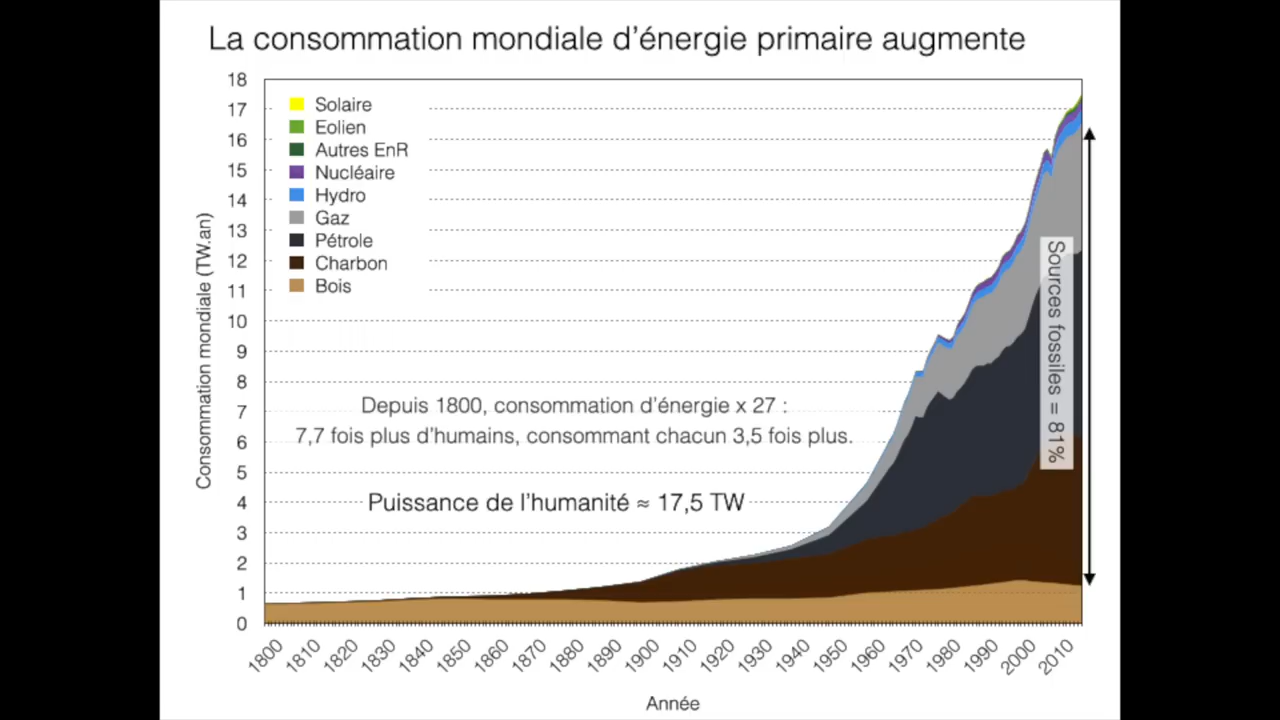 La consommation mondiale d'énergie primaire augmente
18
17
16
15
14
13
12
11
10
9
8
7
6
5
4
3
2
1
0
Consommation mondiale (TW.an)
Solaire
Eolien
Autres EnR
Nucléaire
Hydro
Gaz
Pétrole
Charbon
Bois
Depuis 1800, consommation d'énergie x 27 :
7,7 fois plus d'humains, consommant chacun 3,5 fois plus.
Puissance de l'humanité ≈ 17,5 TW
Sources fossiles = 81%
1800 1810 1820 1830 1840 1850 1860 1870 1880 1890 1900 1910 1920 1930 1940 1950 1960 1970 1980 1990 2000 2010
Année